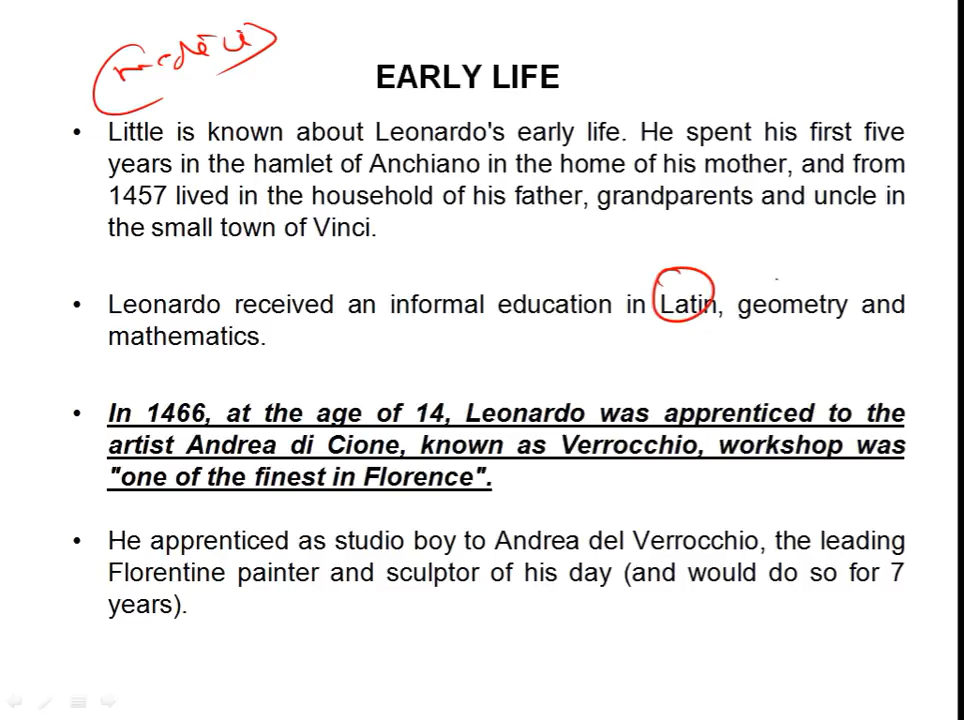 EARLY LIFE
• Little is known about Leonardo's early life. He spent his first five
years in the hamlet of Anchiano in the home of his mother, and from
1457 lived in the household of his father, grandparents and uncle in
the small town of Vinci.
• Leonardo received an informal education in Latin, geometry and
mathematics.
• In 1466, at the age of 14, Leonardo was apprenticed to the
artist Andrea di Cione, known as Verrocchio, workshop was
"one of the finest in Florence".
• He apprenticed as studio boy to Andrea del Verrocchio, the leading
Florentine painter and sculptor of his day (and would do so for 7
years).